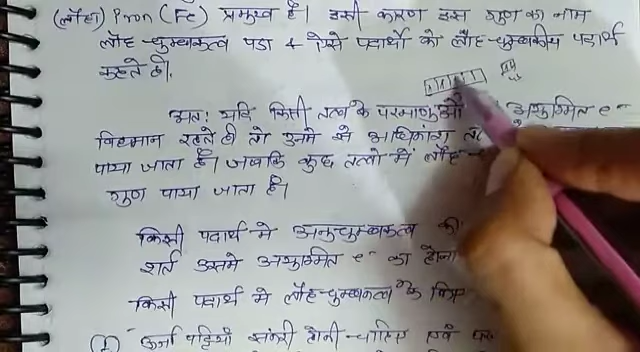 (लोहा) Iron (Fe) प्रमुख है। इसी कारण इस गुण का नाम
लौह-चुम्बकत्व पड़ा & ऐसे पदार्थो को लौह-चुम्बकीय पदार्थ
कहते है।
अतः यदि किसी तत्व के परमाणुओ अयुग्मित e⁻
विद्यमान रहते है तो उनमे से अधिकांश
पाया जाता है। जबकि कुछ तत्वो में लौह-
गुण पाया जाता है।
किसी पदार्थ मे अनुचुम्बकत्व की
शर्त उसमे अयुग्मित e⁻ का होना
किसी पदार्थ मे लौह-चुम्बकत्व के लिए
(1) ऊर्जा पट्टियाँ संकरी होनी चाहिए एवं